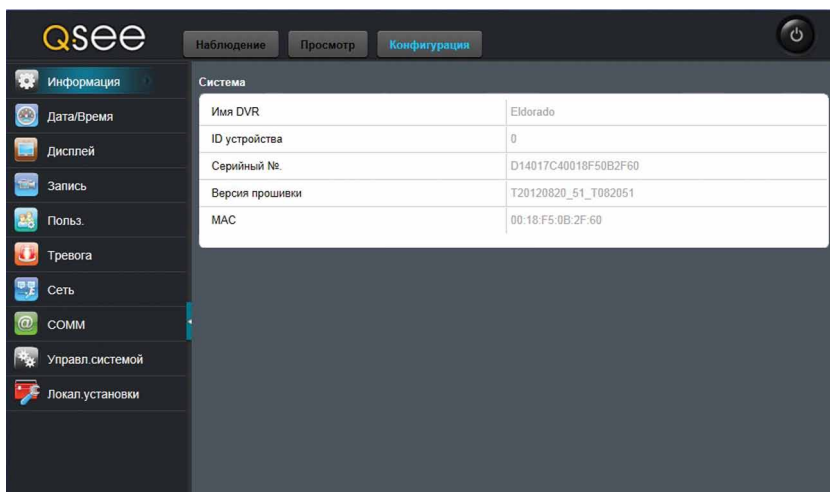 Qsee
Наблюдение Просмотр Конфигурация
Информация
Дата/Время
Дисплей
Запись
Польз.
Тревога
Сеть
COMM
Управл.системой
Локал.установки
Система
Имя DVR Eldorado
ID устройства 0
Серийный №. D14017C40018F50B2F60
Версия прошивки T20120820_51_T082051
MAC 00:18:F5:0B:2F:60